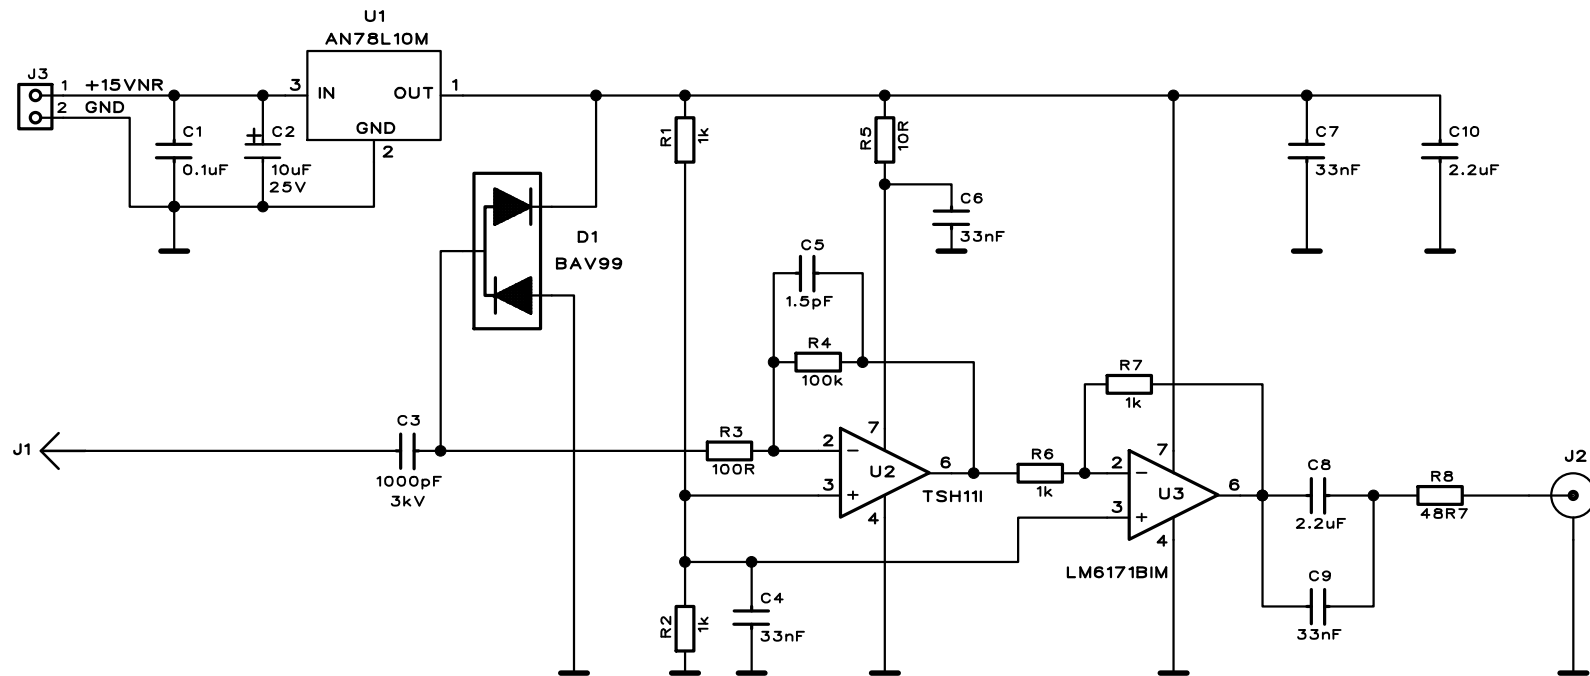 U1
AN78L10M
J3
1 +15VNR
2 GND
3 IN
OUT 1
GND
2
C1
0.1uF
+
C2
10uF
25V
R1
1k
R5
10R
C6
33nF
C7
33nF
C10
2.2uF
D1
BAV99
C5
1.5pF
R4
100k
R7
1k
J1
C3
1000pF
3kV
R3
100R
2 −
3 +
7
4
6
U2
TSH11I
R6
1k
2 −
3 +
7
4
6
U3
LM6171BIM
C8
2.2uF
C9
33nF
R8
48R7
J2
R2
1k
C4
33nF